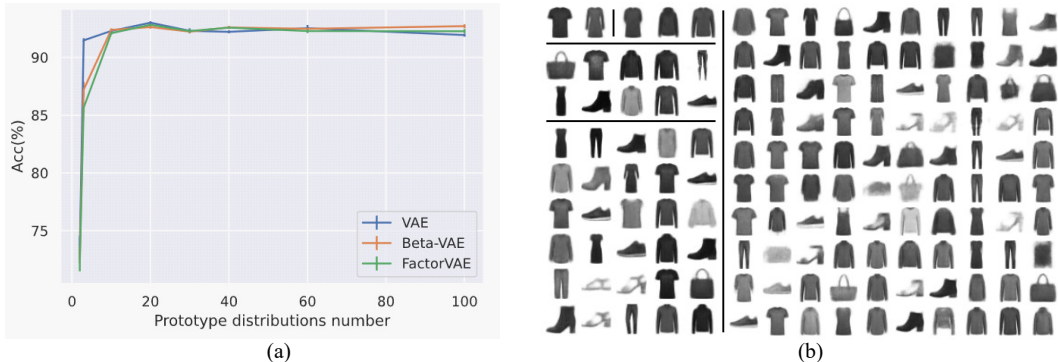 90
85
80
75
Acc(%)
VAE
Beta-VAE
FactorVAE
0 20 40 60 80 100
Prototype distributions number
(a) (b)